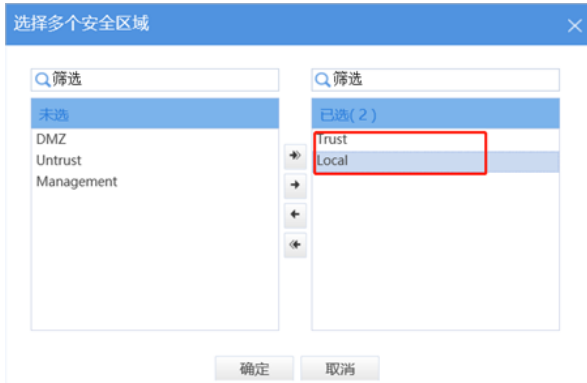 选择多个安全区域
筛选
筛选
未选
已选(2)
DMZ
Trust
Untrust
Local
Management
确定
取消